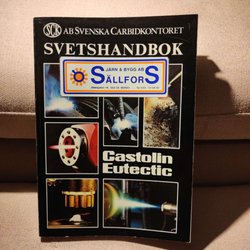 SCK AB SVENSKA CARBIDKONTORET
SVETSHANDBOK
JÄRN & BYGG AB
SÄLLFORS
Castolin
Eutectic